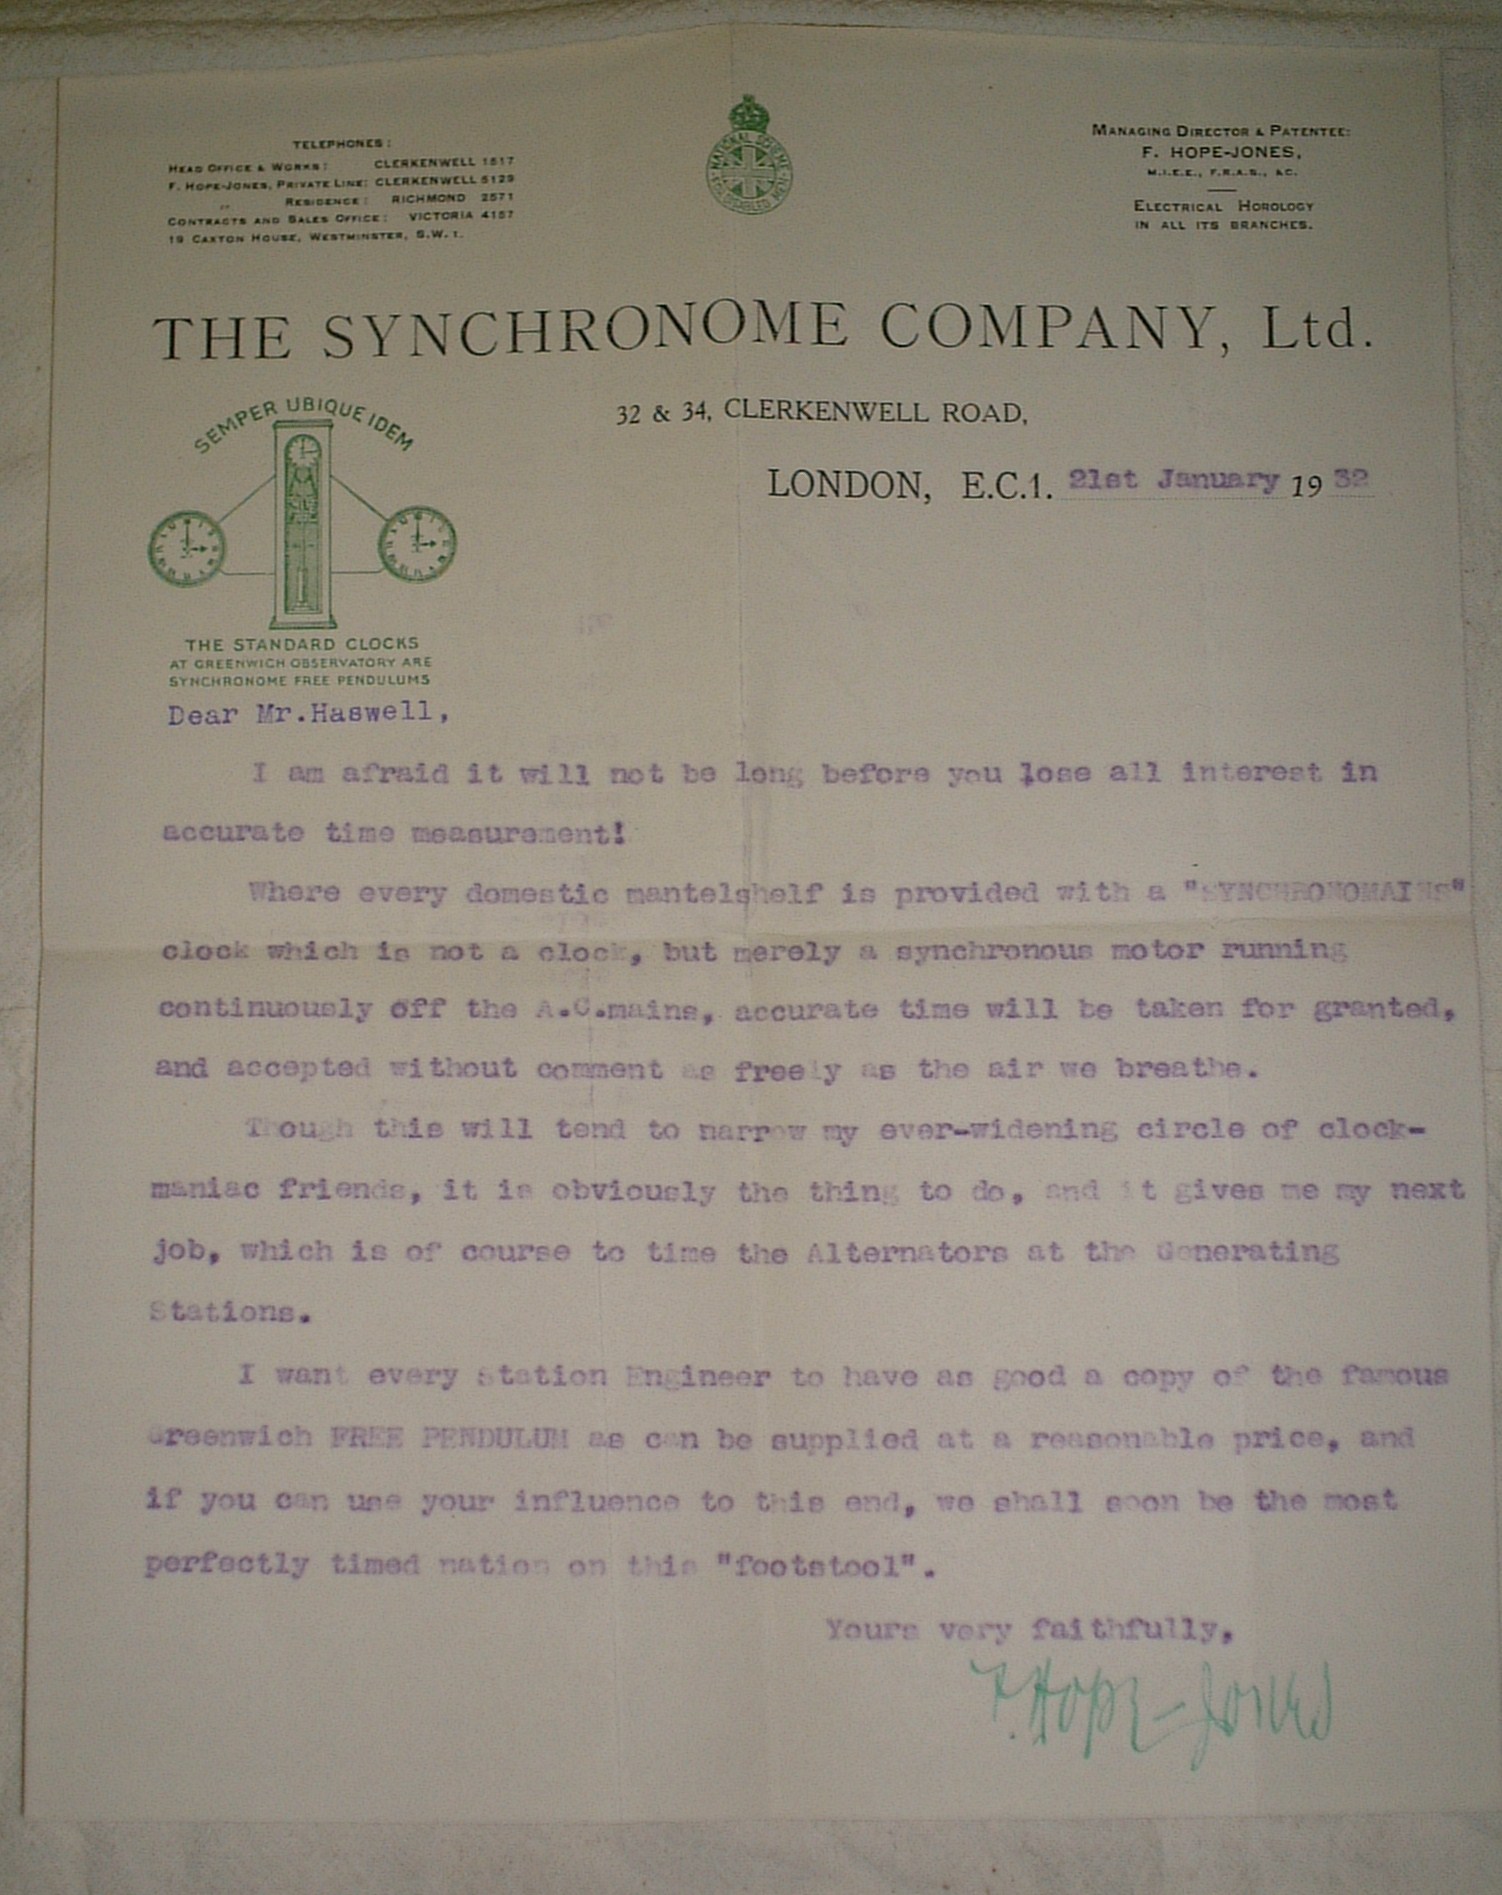 TELEPHONES:
HEAD OFFICE & WORKS: CLERKENWELL 1517
F. HOPE-JONES, PRIVATE LINE: CLERKENWELL 5129
" RESIDENCE: RICHMOND 2571
CONTRACTS AND SALES OFFICE: VICTORIA 4157
19 CAXTON HOUSE, WESTMINSTER, S.W.1.
NATIONAL SCHEME FOR DISABLED MEN
MANAGING DIRECTOR & PATENTEE:
F. HOPE-JONES,
M.I.E.E., F.R.A.S., &C.
ELECTRICAL HOROLOGY
IN ALL ITS BRANCHES.
THE SYNCHRONOME COMPANY, Ltd.
32 & 34, CLERKENWELL ROAD,
LONDON, E.C.1. 21st January 1932
SEMPER UBIQUE IDEM
THE STANDARD CLOCKS
AT GREENWICH OBSERVATORY ARE
SYNCHRONOME FREE PENDULUMS
Dear Mr.Haswell,
I am afraid it will not be long before you lose all interest in
accurate time measurement!
Where every domestic mantelshelf is provided with a "SYNCHRONOMAINS"
clock which is not a clock, but merely a synchronous motor running
continuously off the A.C.mains, accurate time will be taken for granted,
and accepted without comment as freely as the air we breathe.
Though this will tend to narrow my ever-widening circle of clock-
maniac friends, it is obviously the thing to do, and it gives me my next
job, which is of course to time the Alternators at the Generating
Stations.
I want every Station Engineer to have as good a copy of the famous
Greenwich FREE PENDULUM as can be supplied at a reasonable price, and
if you can use your influence to this end, we shall soon be the most
perfectly timed nation on this "footstool".
Yours very faithfully,
F. Hope-Jones